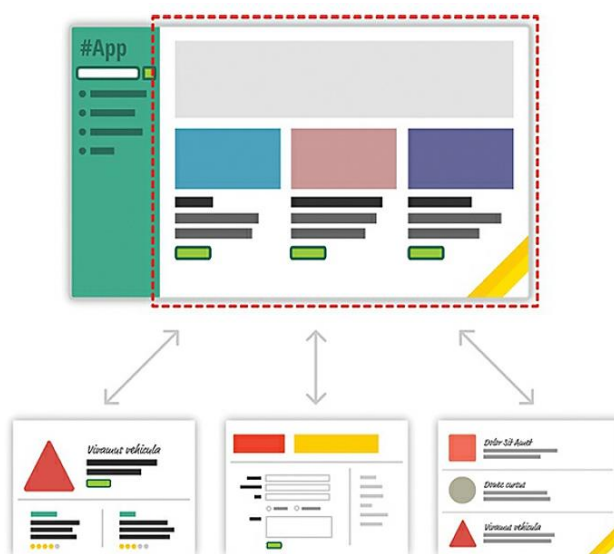 #App
Vivamus vehicula
Dolor Sit Amet
Donec cursus
Vivamus vehicula